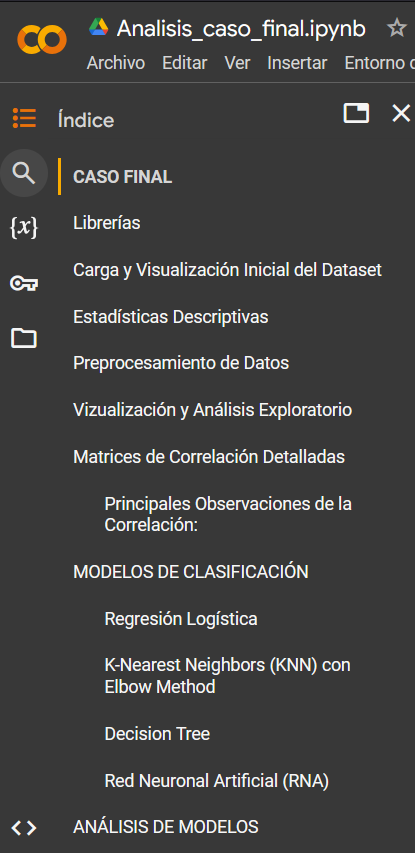 Analisis_caso_final.ipynb
Archivo Editar Ver Insertar Entorno
Índice
CASO FINAL
Librerías
{x}
Carga y Visualización Inicial del Dataset
Estadísticas Descriptivas
Preprocesamiento de Datos
Vizualización y Análisis Exploratorio
Matrices de Correlación Detalladas
Principales Observaciones de la
Correlación:
MODELOS DE CLASIFICACIÓN
Regresión Logística
K-Nearest Neighbors (KNN) con
Elbow Method
Decision Tree
Red Neuronal Artificial (RNA)
ANÁLISIS DE MODELOS